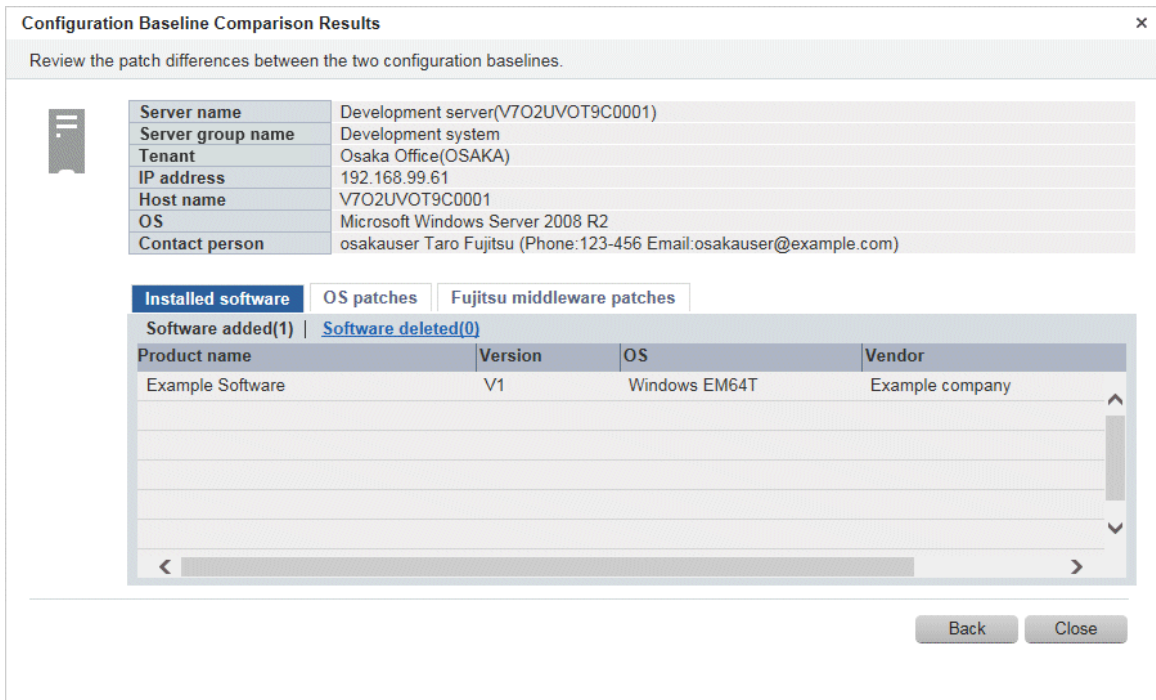 Configuration Baseline Comparison Results ×
Review the patch differences between the two configuration baselines.
Server name Development server(V7O2UVOT9C0001)
Server group name Development system
Tenant Osaka Office(OSAKA)
IP address 192.168.99.61
Host name V7O2UVOT9C0001
OS Microsoft Windows Server 2008 R2
Contact person osakauser Taro Fujitsu (Phone:123-456 Email:osakauser@example.com)
Installed software OS patches Fujitsu middleware patches
Software added(1) | Software deleted(0)
Product name Version OS Vendor
Example Software V1 Windows EM64T Example company
Back Close